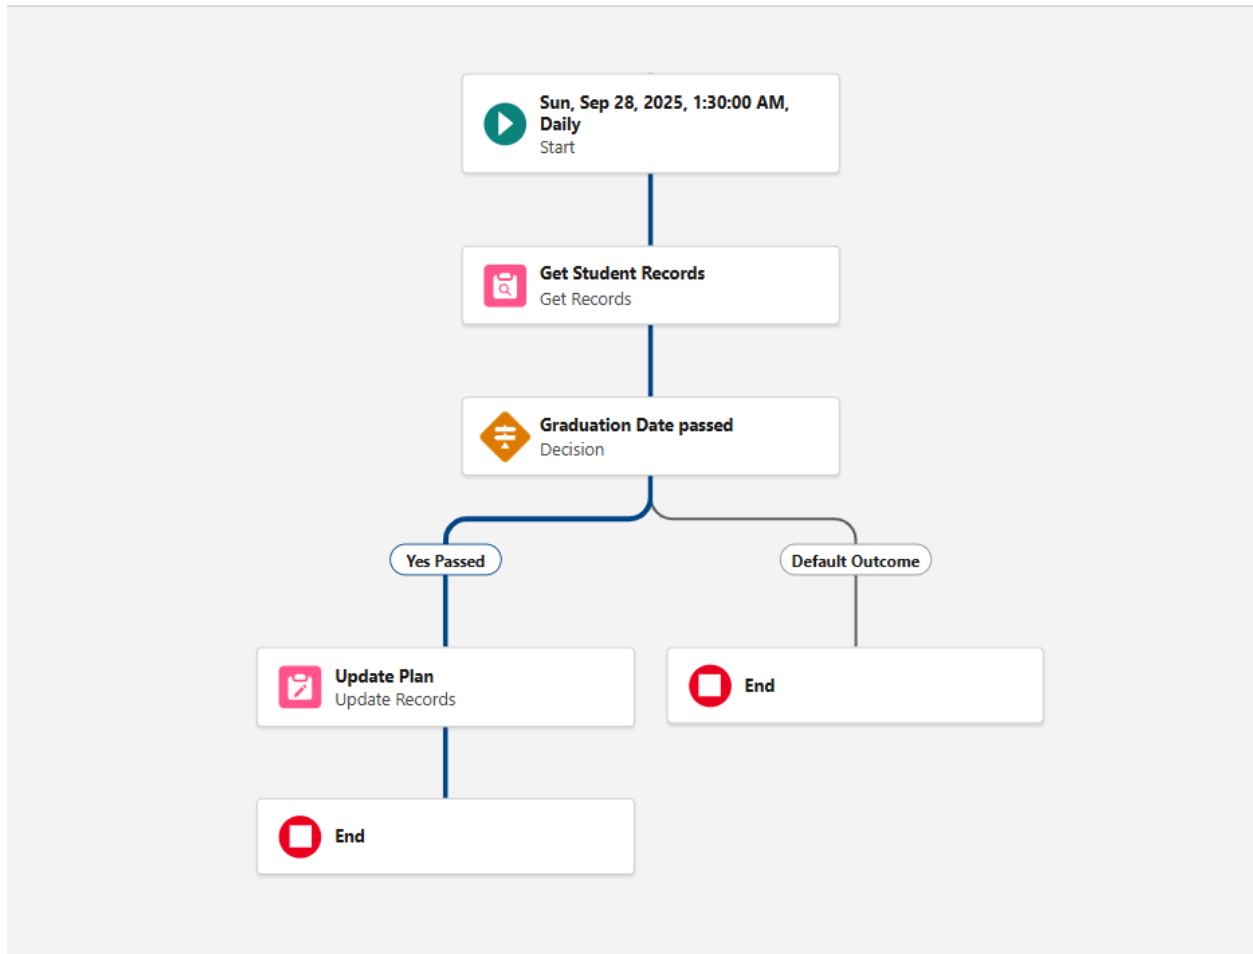 Sun, Sep 28, 2025, 1:30:00 AM,
Daily
Start
Get Student Records
Get Records
Graduation Date passed
Decision
Yes Passed
Default Outcome
Update Plan
Update Records
End
End